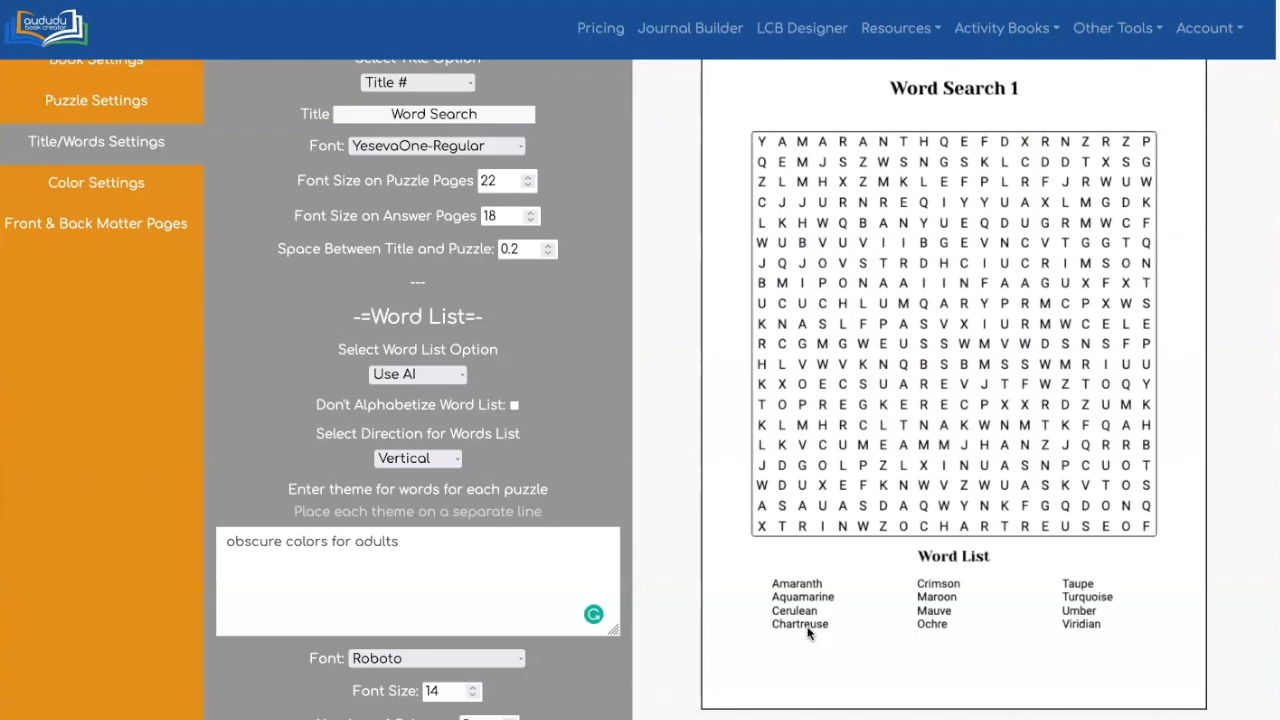 aududu
book creator
Pricing
Journal Builder
LCB Designer
Resources
Activity Books
Other Tools
Account
Book Settings
Puzzle Settings
Title/Words Settings
Color Settings
Front & Back Matter Pages
Select Title Option
Title #
Title Word Search
Font: YesevaOne-Regular
Font Size on Puzzle Pages 22
Font Size on Answer Pages 18
Space Between Title and Puzzle: 0.2
---
-=Word List=-
Select Word List Option
Use AI
Don't Alphabetize Word List:
Select Direction for Words List
Vertical
Enter theme for words for each puzzle
Place each theme on a separate line
obscure colors for adults
Font: Roboto
Font Size: 14
Word Search 1
Y A M A R A N T H Q E F D X R N Z R Z P
Q E M J S Z W S N G S K L C D D T X S G
Z L M H X Z M K L E F P L R F J R W U W
C J J U R N R E Q I Y Y U A X L M G D K
L K H W Q B A N Y U E Q D U G R M W C F
W U B V U V I I B G E V N C V T G G T Q
J Q J O V S T R D H C I U C R I M S O N
B M I P O N A A I I N F A A G U X F X T
U C U C H L U M Q A R Y P R M C P X W S
K N A S L F P A S V X I U R M W C E L E
R C G M G W E U S S W M V W D S N S F P
H L V W V K N Q B S B M S S W M R I U U
K X O E C S U A R E V J T F W Z T O Q Y
T O P R E G K E R E C P X X R D Z U M K
K L M H R C L T N A K W N M T K F Q A H
L K V C U M E A M M J H A N Z J Q R R B
J D G O L P Z L X I N U A S N P C U O T
W D U X E F K N W V Z W U A S K V T O S
A S A U A S D A Q W Y N K F G Q D O N Q
X T R I N W Z O C H A R T R E U S E O F
Word List
Amaranth
Aquamarine
Cerulean
Chartreuse
Crimson
Maroon
Mauve
Ochre
Taupe
Turquoise
Umber
Viridian